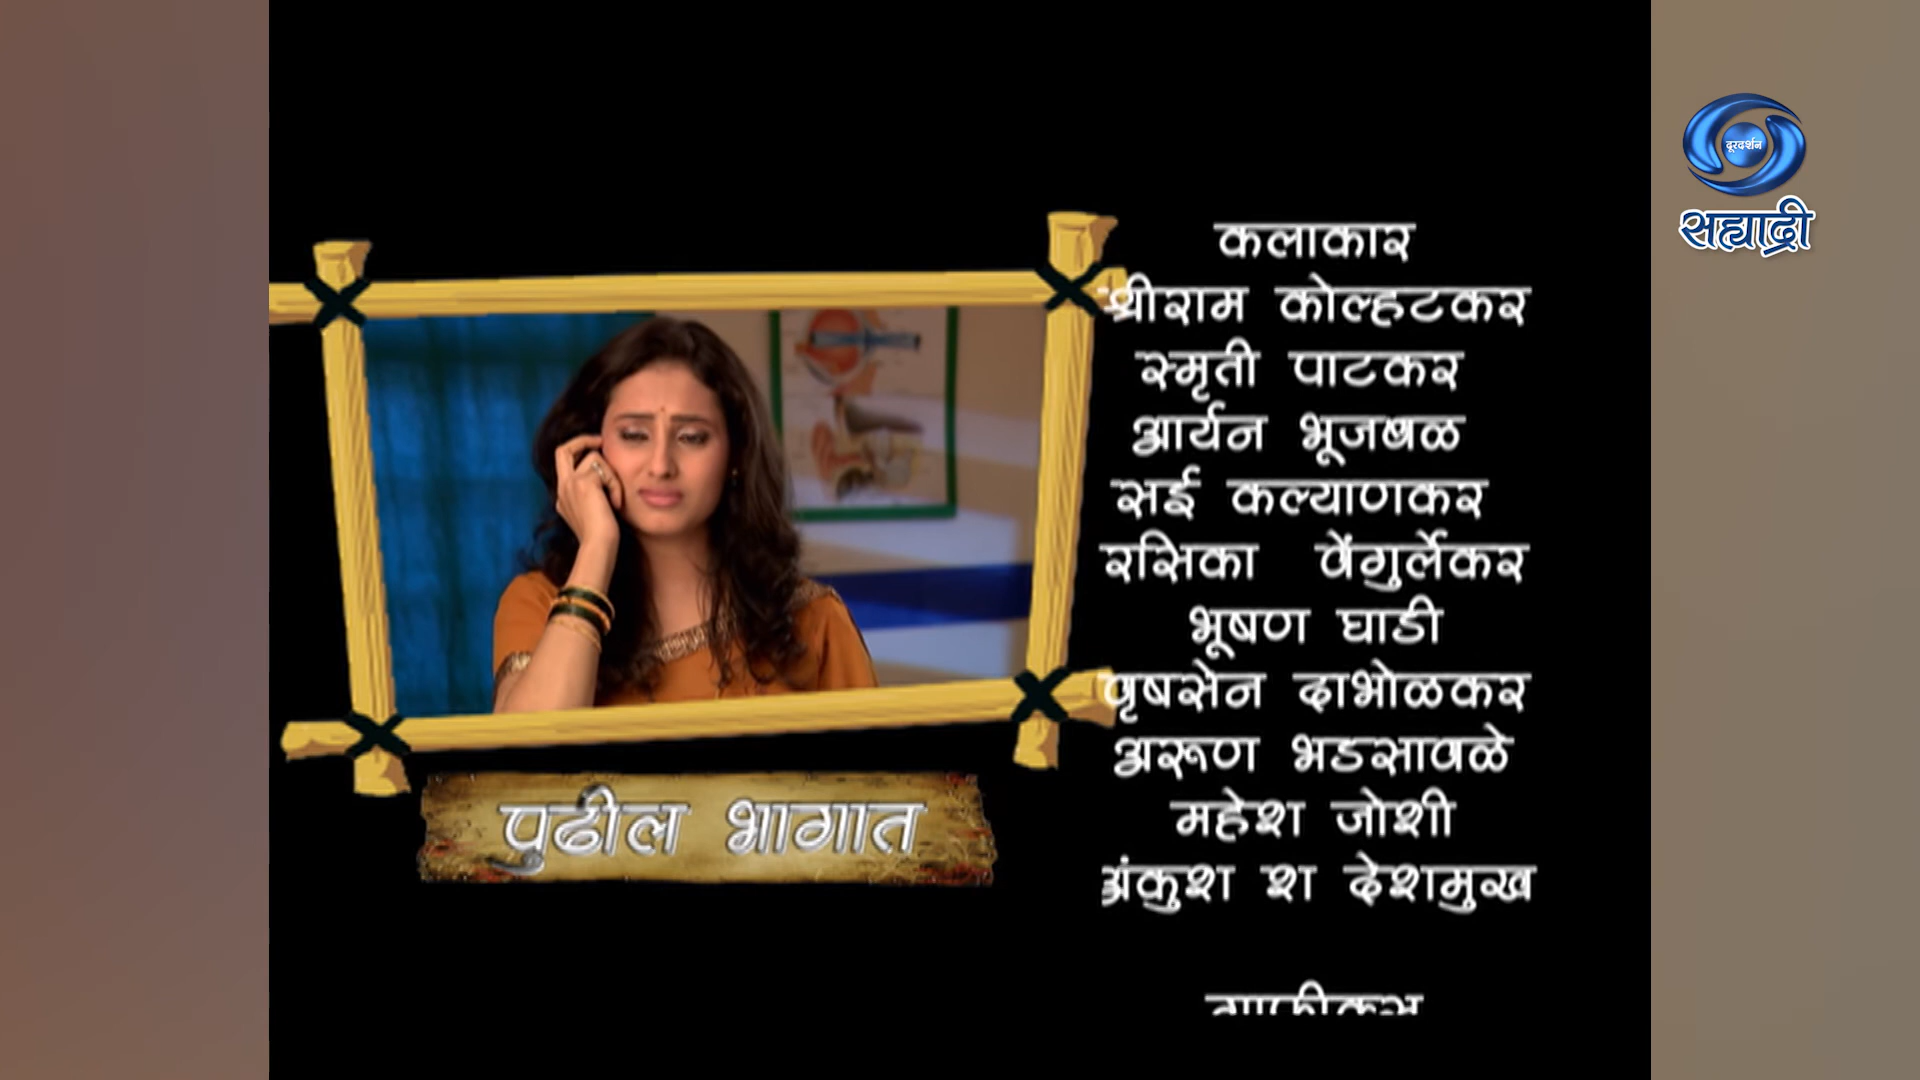 दूरदर्शन
सह्याद्री
कलाकार
श्रीराम कोल्हटकर
स्मृती पाटकर
आर्यन भूजबळ
सई कल्याणकर
रसिका वेंगुर्लेकर
भूषण घाडी
वृषसेन दाभोळकर
अरूण भडसावळे
महेश जोशी
अंकुश श देशमुख
पुढील भागात